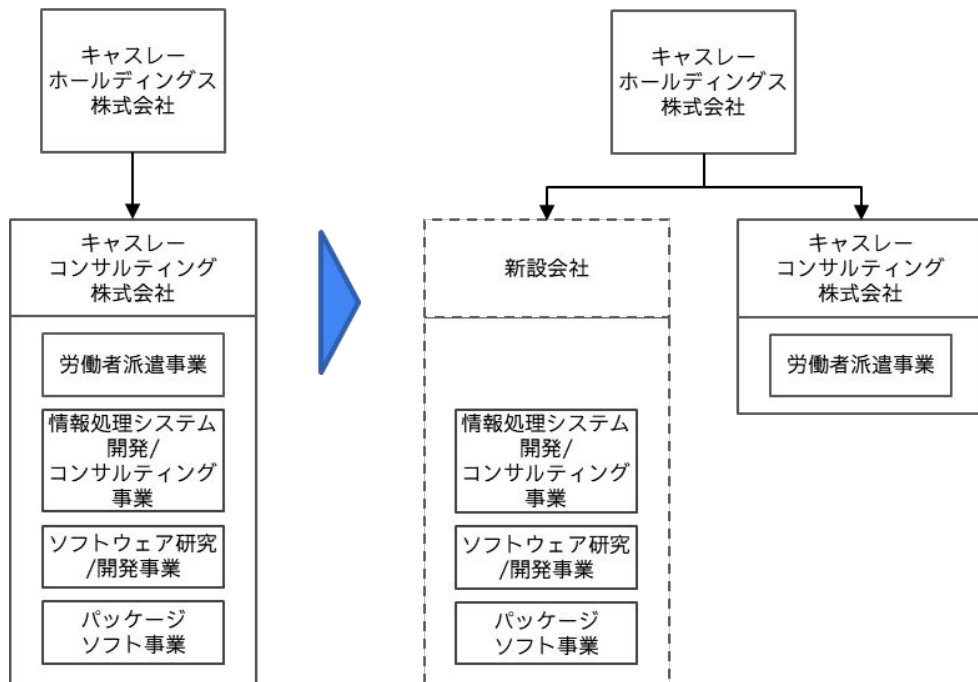 キャスレー
ホールディングス
株式会社
キャスレー
コンサルティング
株式会社
労働者派遣事業
情報処理システム
開発/
コンサルティング
事業
ソフトウェア研究
/開発事業
パッケージ
ソフト事業
キャスレー
ホールディングス
株式会社
新設会社
情報処理システム
開発/
コンサルティング
事業
ソフトウェア研究
/開発事業
パッケージ
ソフト事業
キャスレー
コンサルティング
株式会社
労働者派遣事業